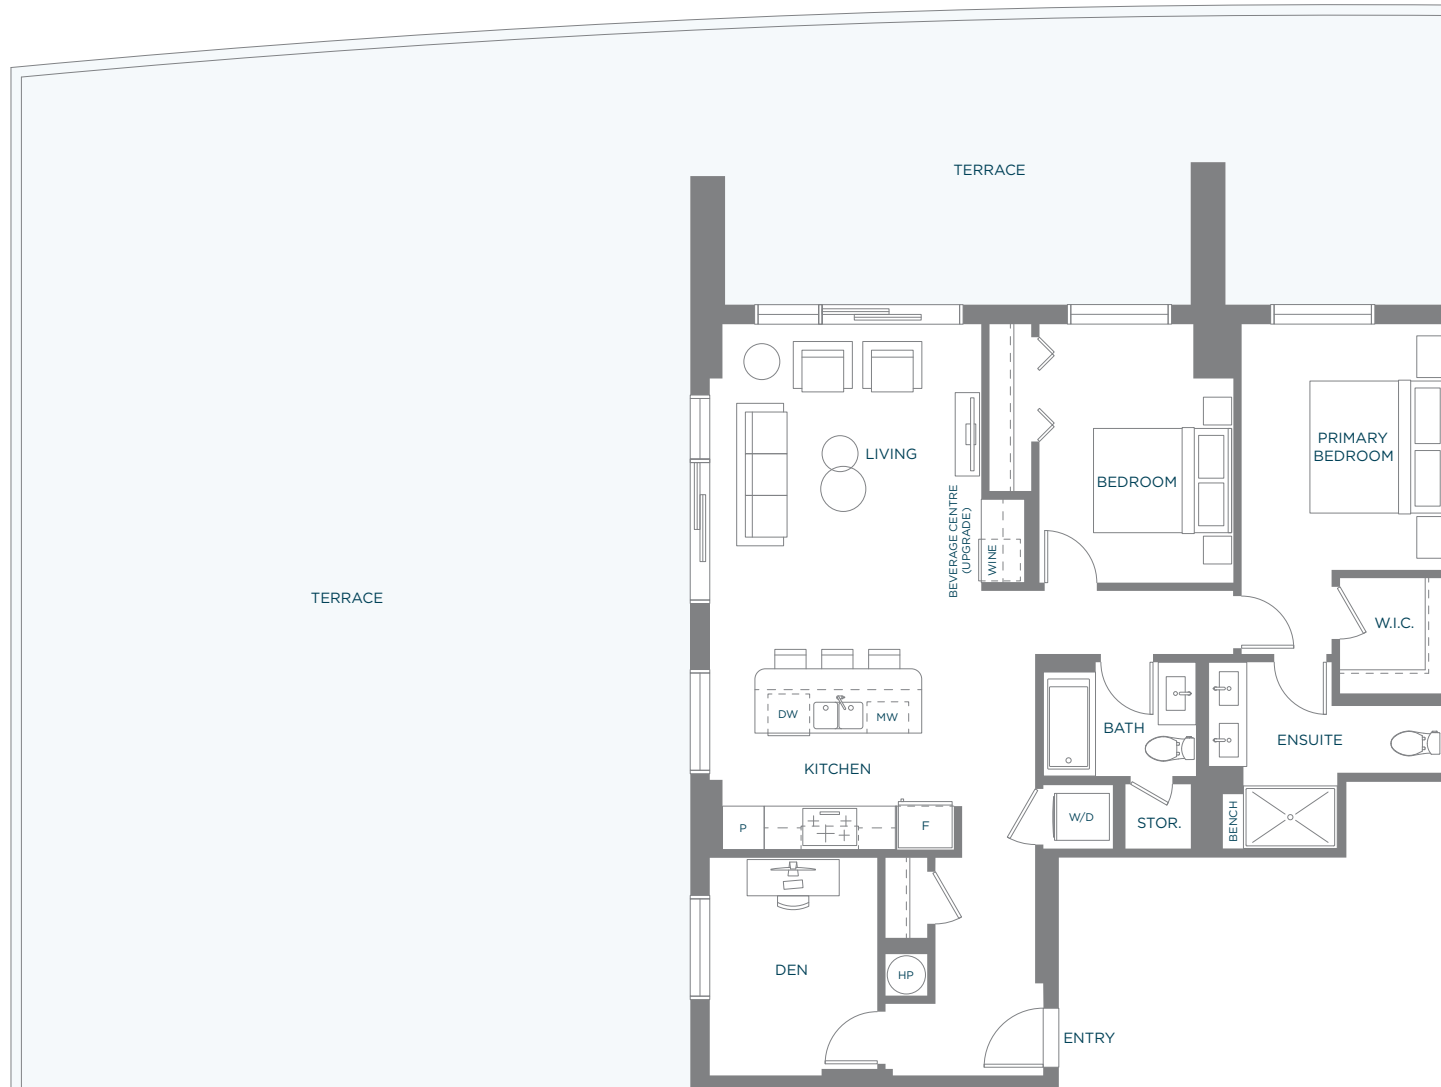 TERRACE
LIVING
PRIMARY
BEDROOM
BEDROOM
BEVERAGE CENTRE
(UPGRADE)
WINE
TERRACE
W.I.C.
DW
MW
BATH
ENSUITE
KITCHEN
P
F
W/D
STOR.
BENCH
DEN
HP
ENTRY